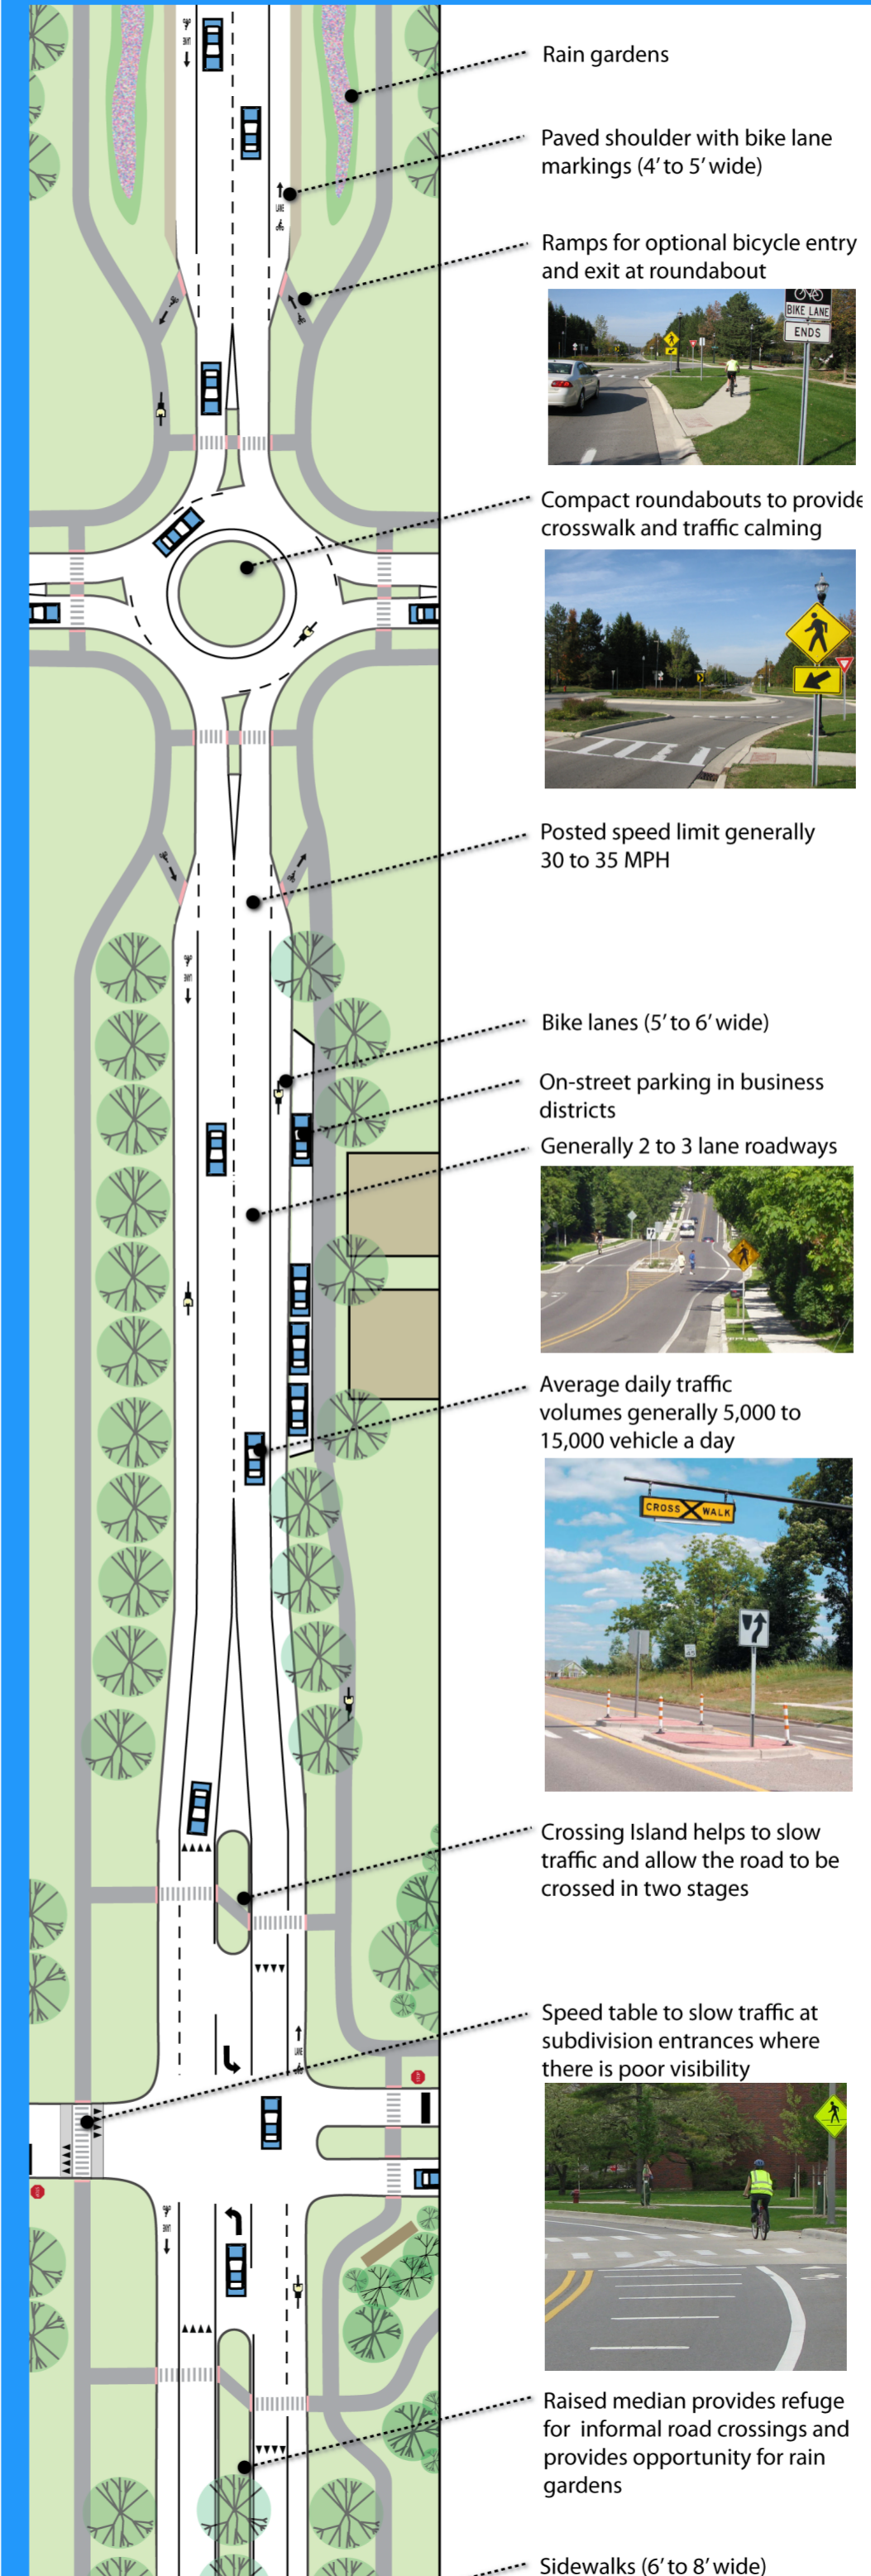 Rain gardens
Paved shoulder with bike lane
markings (4' to 5' wide)
Ramps for optional bicycle entry
and exit at roundabout
BIKE LANE
ENDS
Compact roundabouts to provide
crosswalk and traffic calming
Posted speed limit generally
30 to 35 MPH
Bike lanes (5' to 6' wide)
On-street parking in business
districts
Generally 2 to 3 lane roadways
Average daily traffic
volumes generally 5,000 to
15,000 vehicle a day
CROSS WALK
Crossing Island helps to slow
traffic and allow the road to be
crossed in two stages
Speed table to slow traffic at
subdivision entrances where
there is poor visibility
Raised median provides refuge
for informal road crossings and
provides opportunity for rain
gardens
Sidewalks (6' to 8' wide)